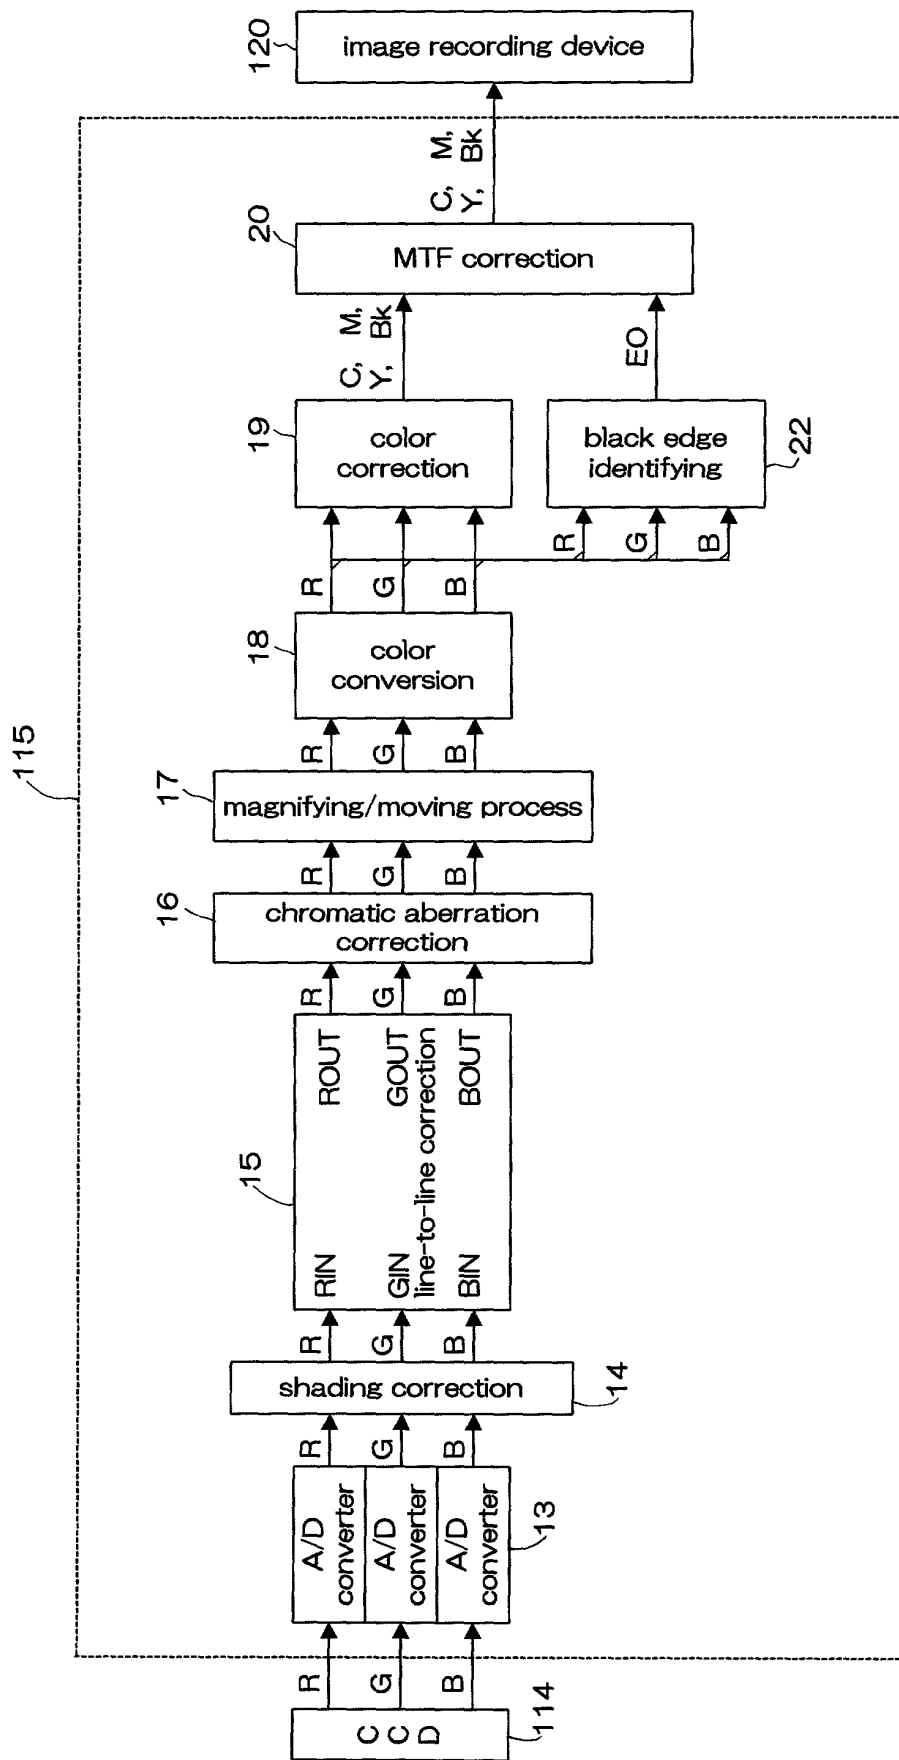 115
114
C
C
D
R
G
B
A/D
converter
A/D
converter
A/D
converter
13
R
G
B
shading correction
14
R
G
B
15
RIN
ROUT
GIN
GOUT
line-to-line correction
BIN
BOUT
R
G
B
16
chromatic aberration
correction
R
G
B
17
magnifying/moving process
R
G
B
18
color
conversion
R
G
B
19
color
correction
R
G
B
black edge
identifying
22
C, M,
Y, Bk
EO
20
MTF correction
C, M,
Y, Bk
120
image recording device